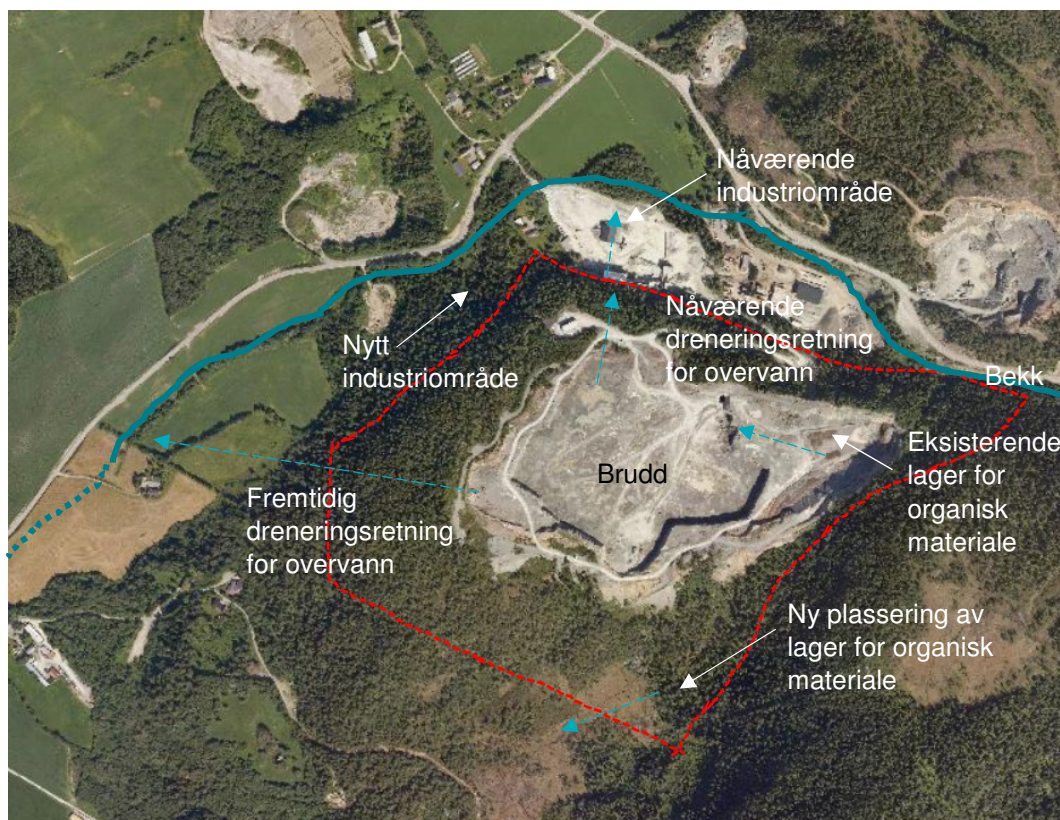 Nåværende
industriområde
Nåværende
dreneringsretning
for overvann
Nytt
industriområde
Bekk
Eksisterende
lager for
organisk
materiale
Brudd
Fremtidig
dreneringsretning
for overvann
Ny plassering av
lager for organisk
materiale